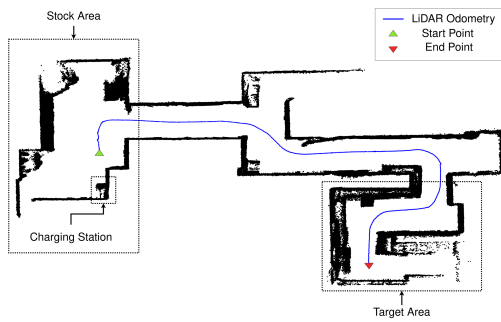 Stock Area
LiDAR Odometry
Start Point
End Point
Charging Station
Target Area